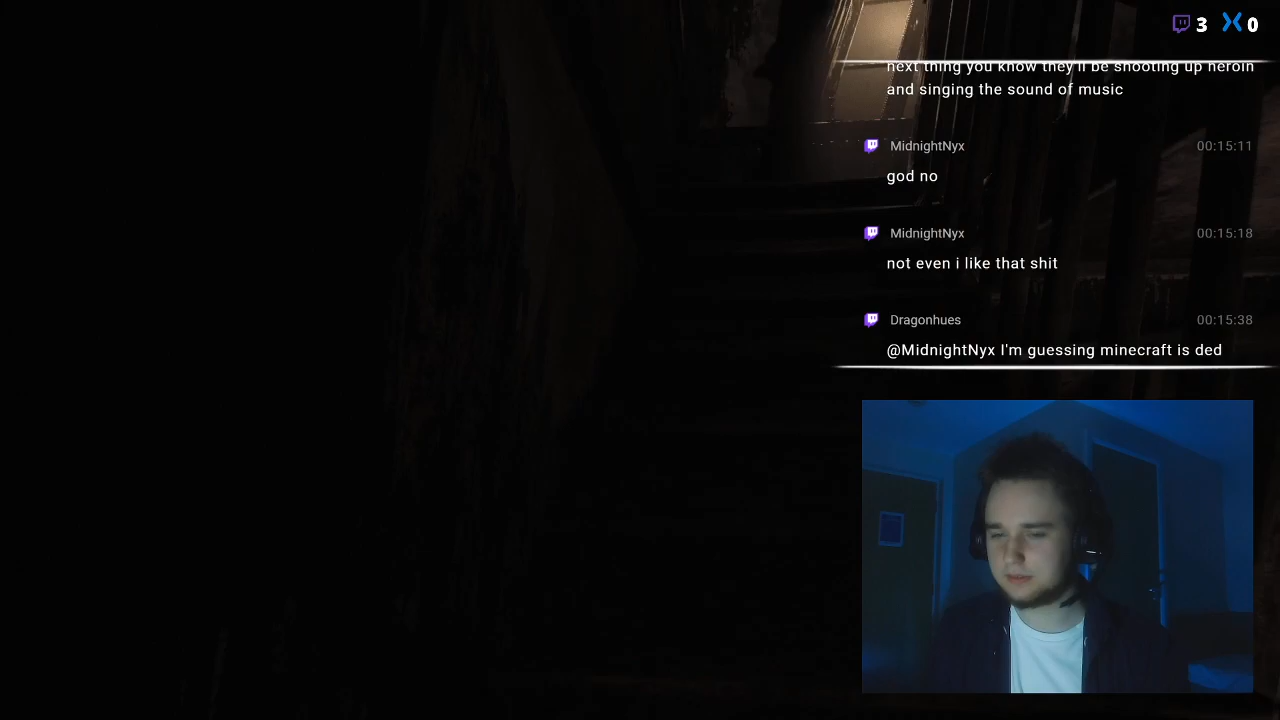 3 0
next thing you know they'll be shooting up heroin
and singing the sound of music
MidnightNyx 00:15:11
god no
MidnightNyx 00:15:18
not even i like that shit
Dragonhues 00:15:38
@MidnightNyx I'm guessing minecraft is ded